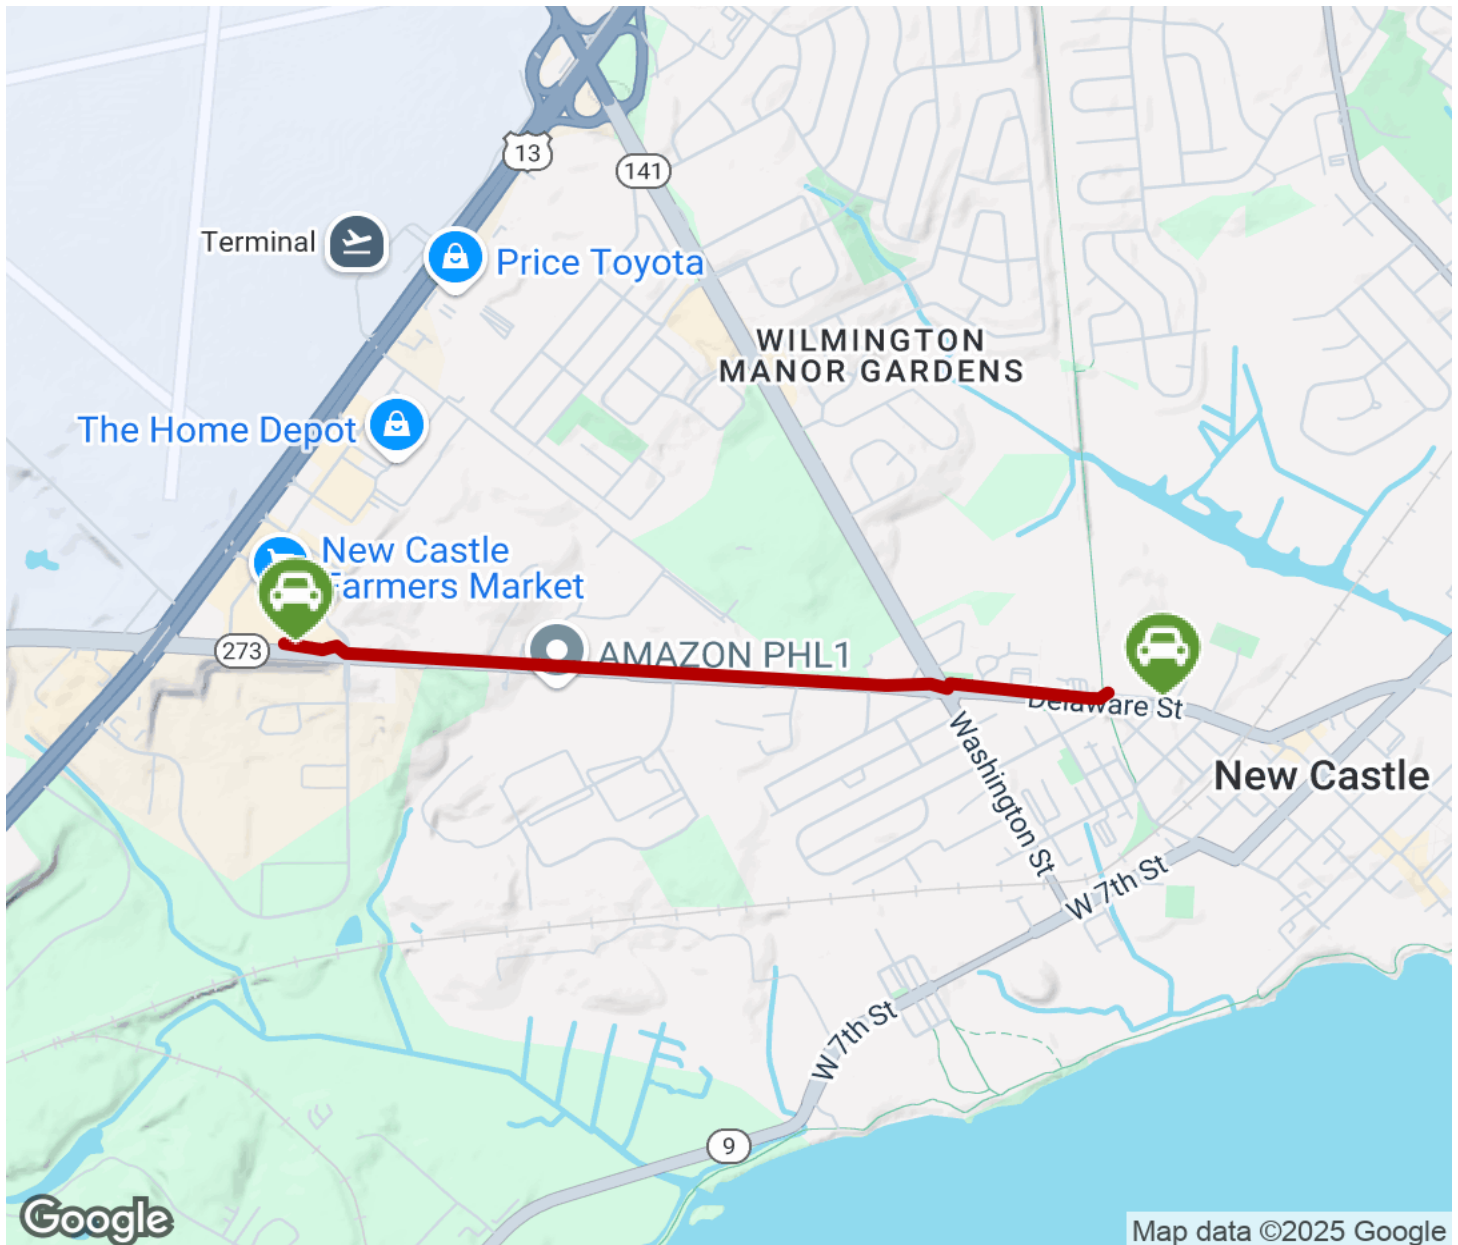 13
141
Terminal
Price Toyota
WILMINGTON
MANOR GARDENS
The Home Depot
New Castle
Farmers Market
273
AMAZON PHL1
Delaware St
Washington St
New Castle
W 7th St
W 7th St
9
Google
Map data ©2025 Google